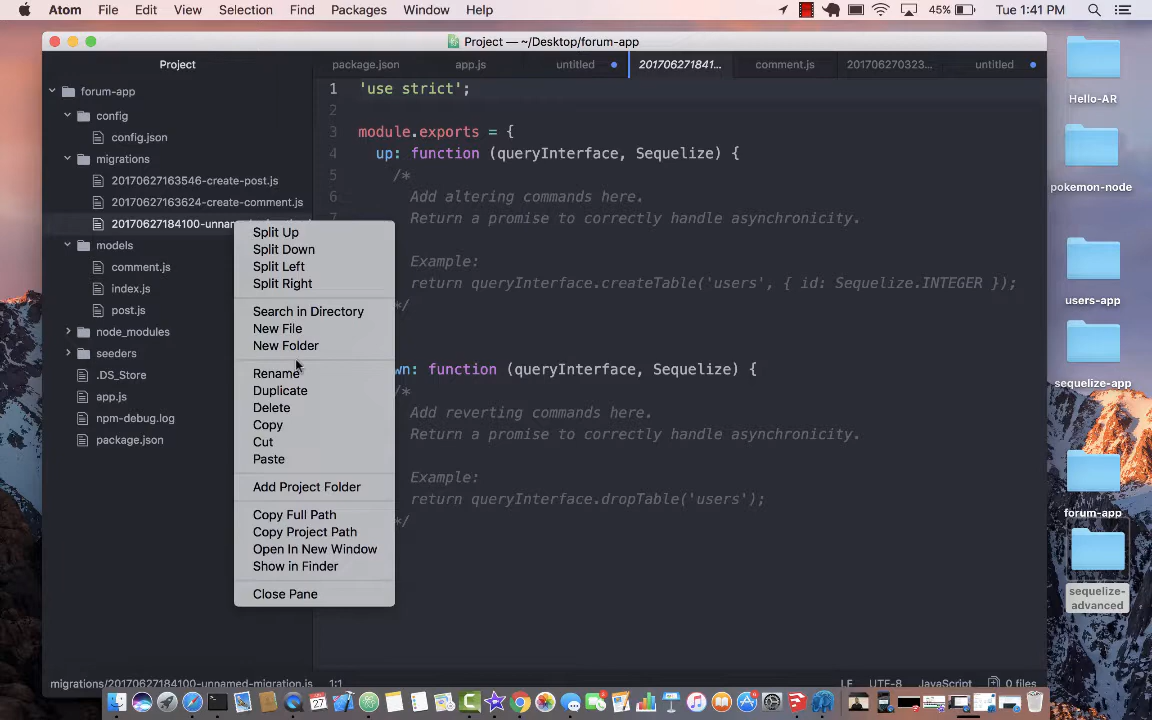 Atom File Edit View Selection Find Packages Window Help 45% Tue 1:41 PM
Project — ~/Desktop/forum-app
Project
package.json app.js untitled 201706271841... comment.js 201706270323... untitled
forum-app
config
config.json
migrations
20170627163546-create-post.js
20170627163624-create-comment.js
20170627184100-unnam
models
comment.js
index.js
post.js
node_modules
seeders
.DS_Store
app.js
npm-debug.log
package.json
Split Up
Split Down
Split Left
Split Right
Search in Directory
New File
New Folder
Rename
Duplicate
Delete
Copy
Cut
Paste
Add Project Folder
Copy Full Path
Copy Project Path
Open In New Window
Show in Finder
Close Pane
1 'use strict';
2
3 module.exports = {
4 up: function (queryInterface, Sequelize) {
5 /*
6 Add altering commands here.
Return a promise to correctly handle asynchronicity.
Example:
return queryInterface.createTable('users', { id: Sequelize.INTEGER });
*/
wn: function (queryInterface, Sequelize) {
/*
Add reverting commands here.
Return a promise to correctly handle asynchronicity.
Example:
return queryInterface.dropTable('users');
*/
migrations/20170627184100-unnamed-migration.js 1:1 LF UTF-8 JavaScript 0 files
Hello-AR
pokemon-node
users-app
sequelize-app
forum-app
sequelize-
advanced
27